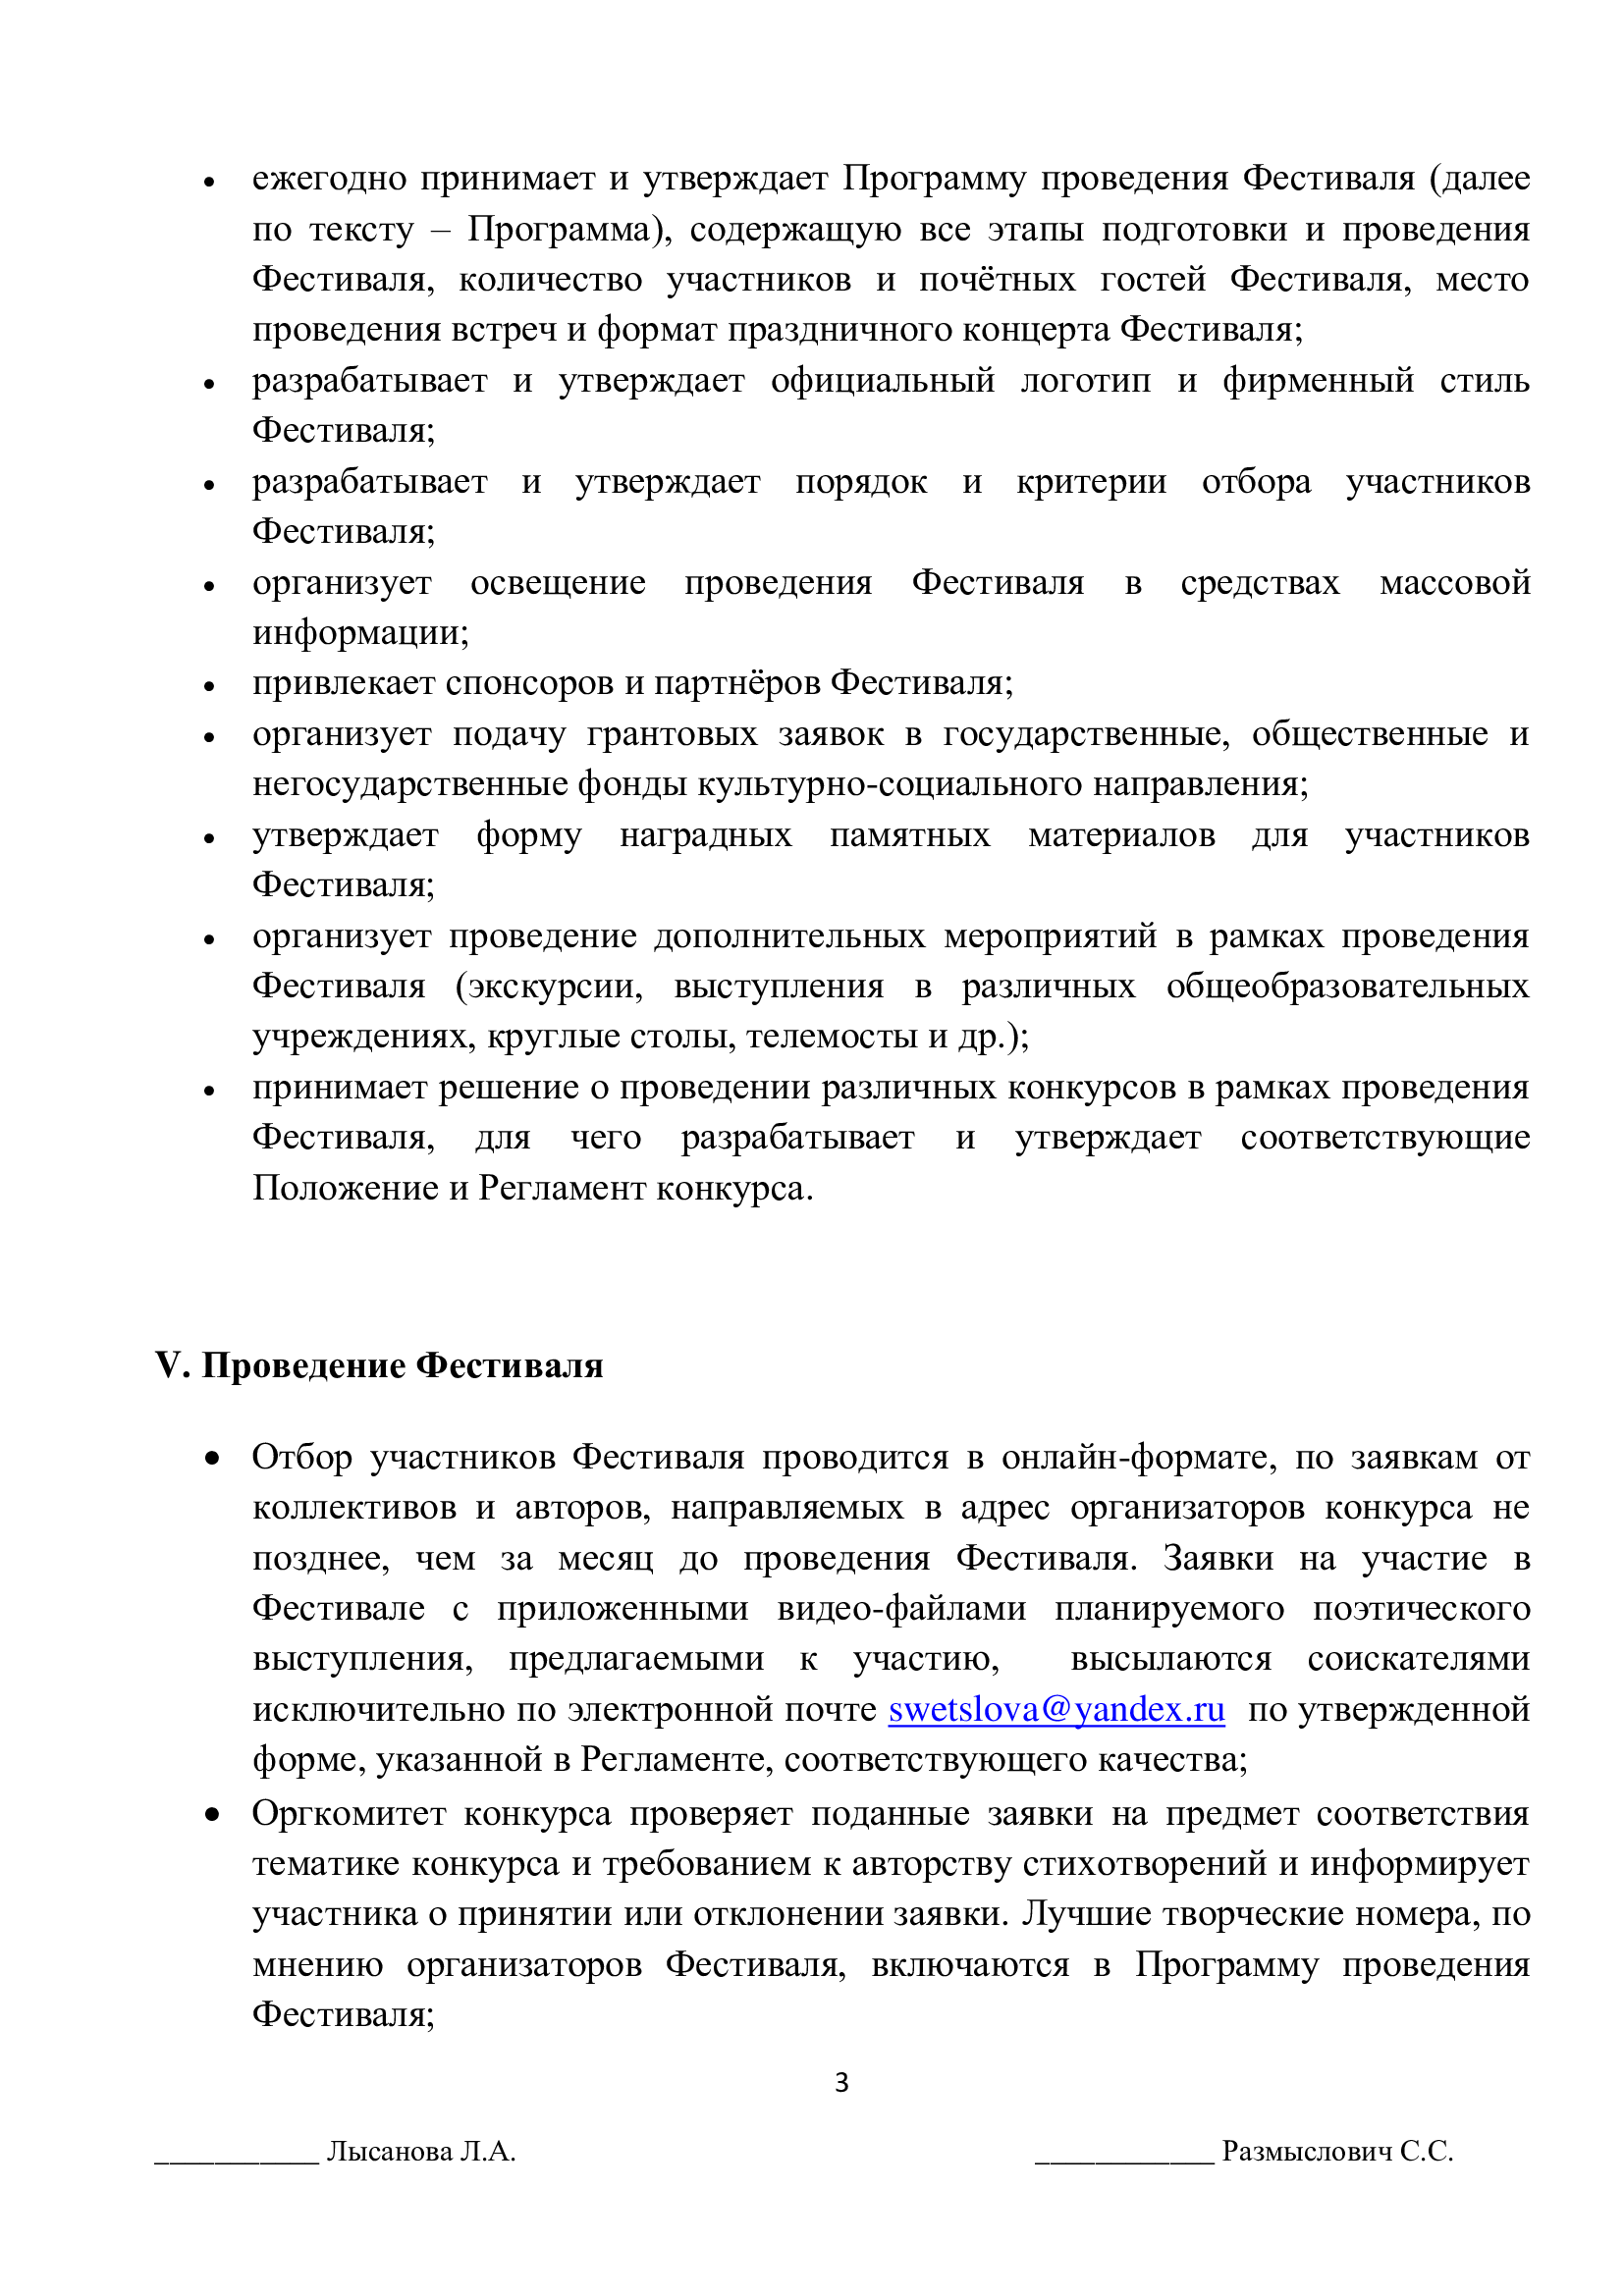 • ежегодно принимает и утверждает Программу проведения Фестиваля (далее
по тексту – Программа), содержащую все этапы подготовки и проведения
Фестиваля, количество участников и почётных гостей Фестиваля, место
проведения встреч и формат праздничного концерта Фестиваля;
• разрабатывает и утверждает официальный логотип и фирменный стиль
Фестиваля;
• разрабатывает и утверждает порядок и критерии отбора участников
Фестиваля;
• организует освещение проведения Фестиваля в средствах массовой
информации;
• привлекает спонсоров и партнёров Фестиваля;
• организует подачу грантовых заявок в государственные, общественные и
негосударственные фонды культурно-социального направления;
• утверждает форму наградных памятных материалов для участников
Фестиваля;
• организует проведение дополнительных мероприятий в рамках проведения
Фестиваля (экскурсии, выступления в различных общеобразовательных
учреждениях, круглые столы, телемосты и др.);
• принимает решение о проведении различных конкурсов в рамках проведения
Фестиваля, для чего разрабатывает и утверждает соответствующие
Положение и Регламент конкурса.
V. Проведение Фестиваля
• Отбор участников Фестиваля проводится в онлайн-формате, по заявкам от
коллективов и авторов, направляемых в адрес организаторов конкурса не
позднее, чем за месяц до проведения Фестиваля. Заявки на участие в
Фестивале с приложенными видео-файлами планируемого поэтического
выступления, предлагаемыми к участию, высылаются соискателями
исключительно по электронной почте swetslova@yandex.ru по утвержденной
форме, указанной в Регламенте, соответствующего качества;
• Оргкомитет конкурса проверяет поданные заявки на предмет соответствия
тематике конкурса и требованием к авторству стихотворений и информирует
участника о принятии или отклонении заявки. Лучшие творческие номера, по
мнению организаторов Фестиваля, включаются в Программу проведения
Фестиваля;
3
___________ Лысанова Л.А. ____________ Размыслович С.С.